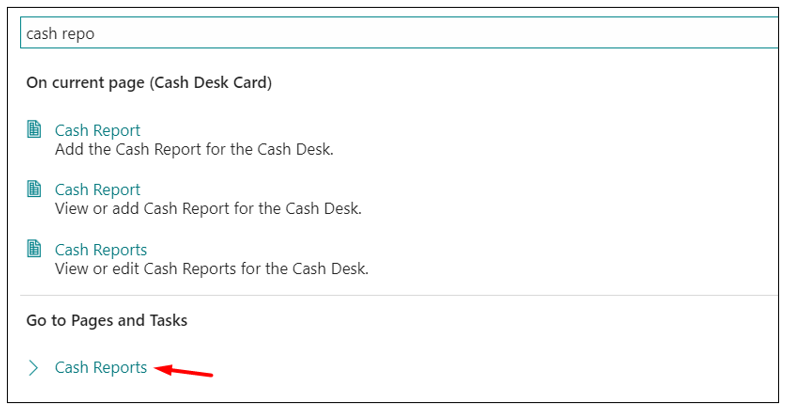 cash repo
On current page (Cash Desk Card)
Cash Report
Add the Cash Report for the Cash Desk.
Cash Report
View or add Cash Report for the Cash Desk.
Cash Reports
View or edit Cash Reports for the Cash Desk.
Go to Pages and Tasks
Cash Reports